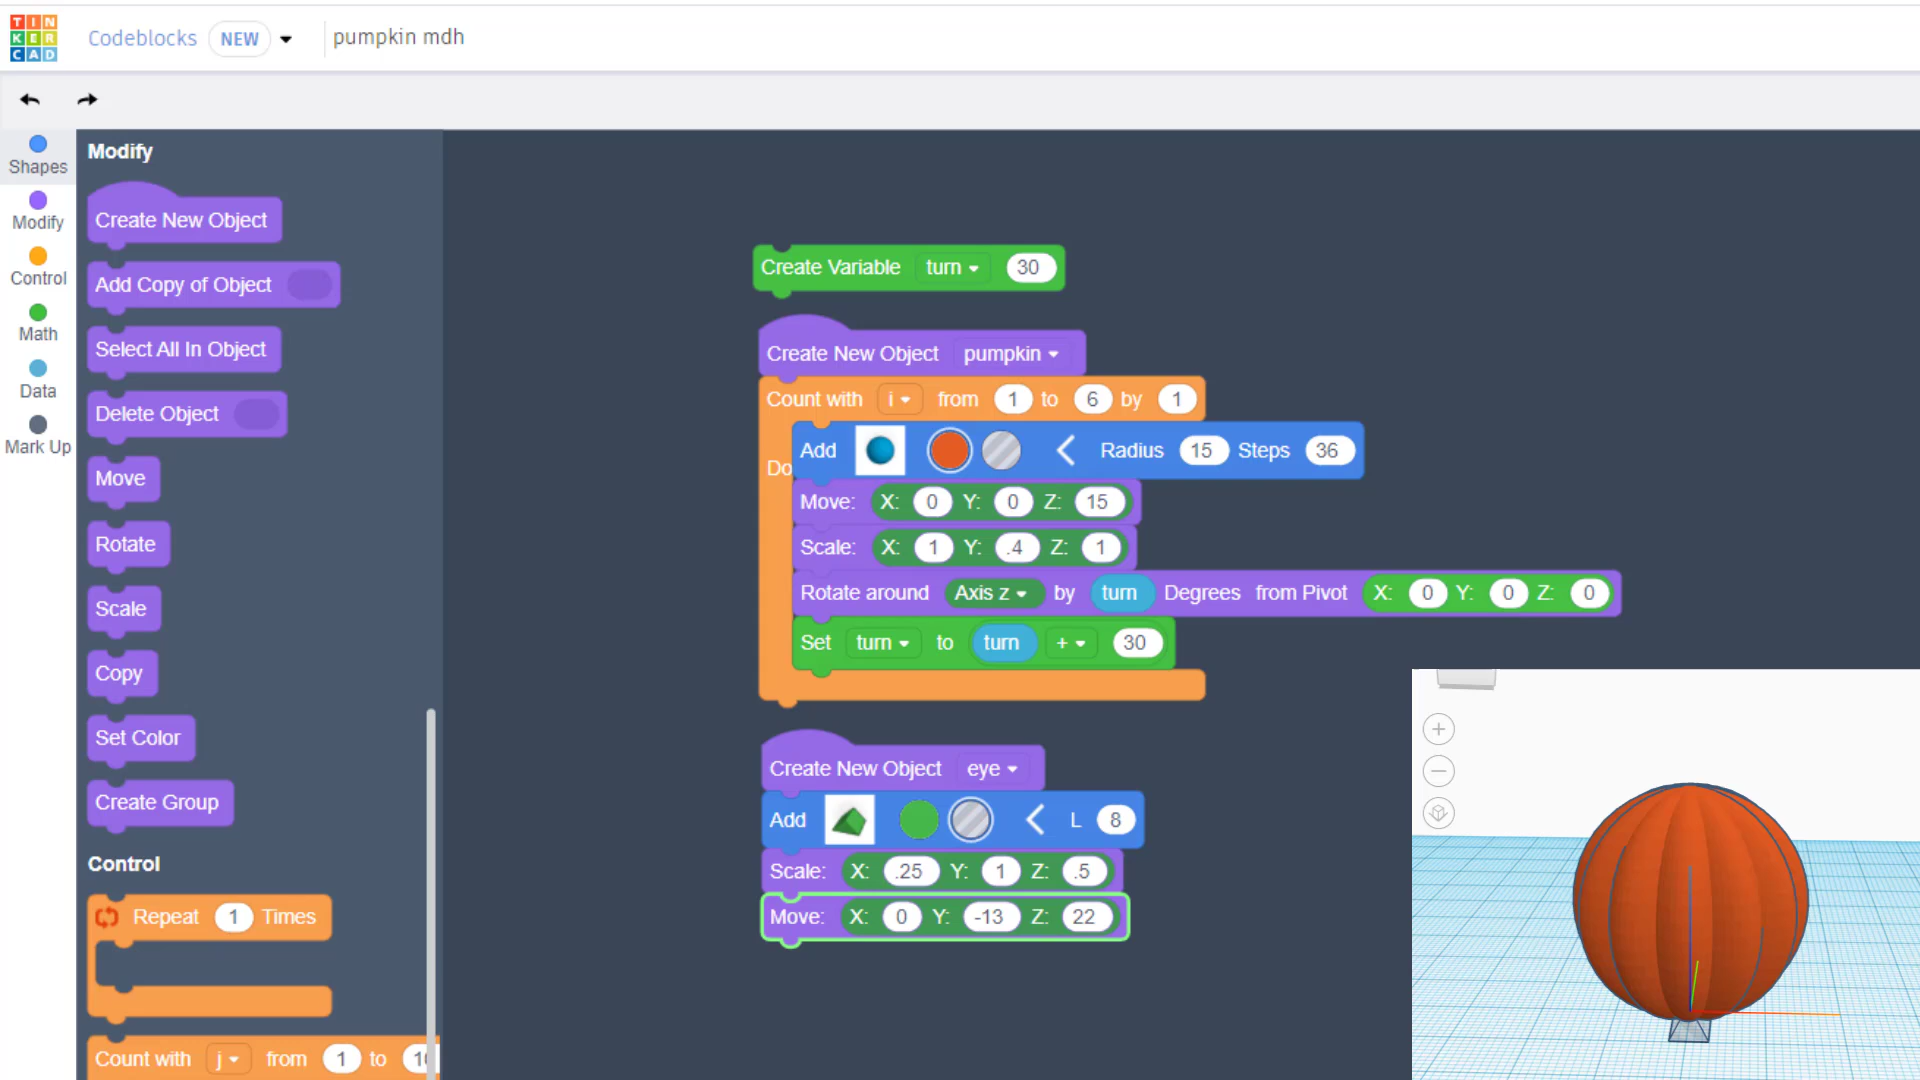 TIN
KER
CAD
Codeblocks NEW pumpkin mdh
Shapes
Modify
Control
Math
Data
Mark Up
Modify
Create New Object
Add Copy of Object
Select All In Object
Delete Object
Move
Rotate
Scale
Copy
Set Color
Create Group
Control
Repeat 1 Times
Count with j from 1 to
Create Variable turn 30
Create New Object pumpkin
Count with i from 1 to 6 by 1
Do
Add Radius 15 Steps 36
Move: X: 0 Y: 0 Z: 15
Scale: X: 1 Y: .4 Z: 1
Rotate around Axis z by turn Degrees from Pivot X: 0 Y: 0 Z: 0
Set turn to turn + 30
Create New Object eye
Add L 8
Scale: X: .25 Y: 1 Z: .5
Move: X: 0 Y: -13 Z: 22